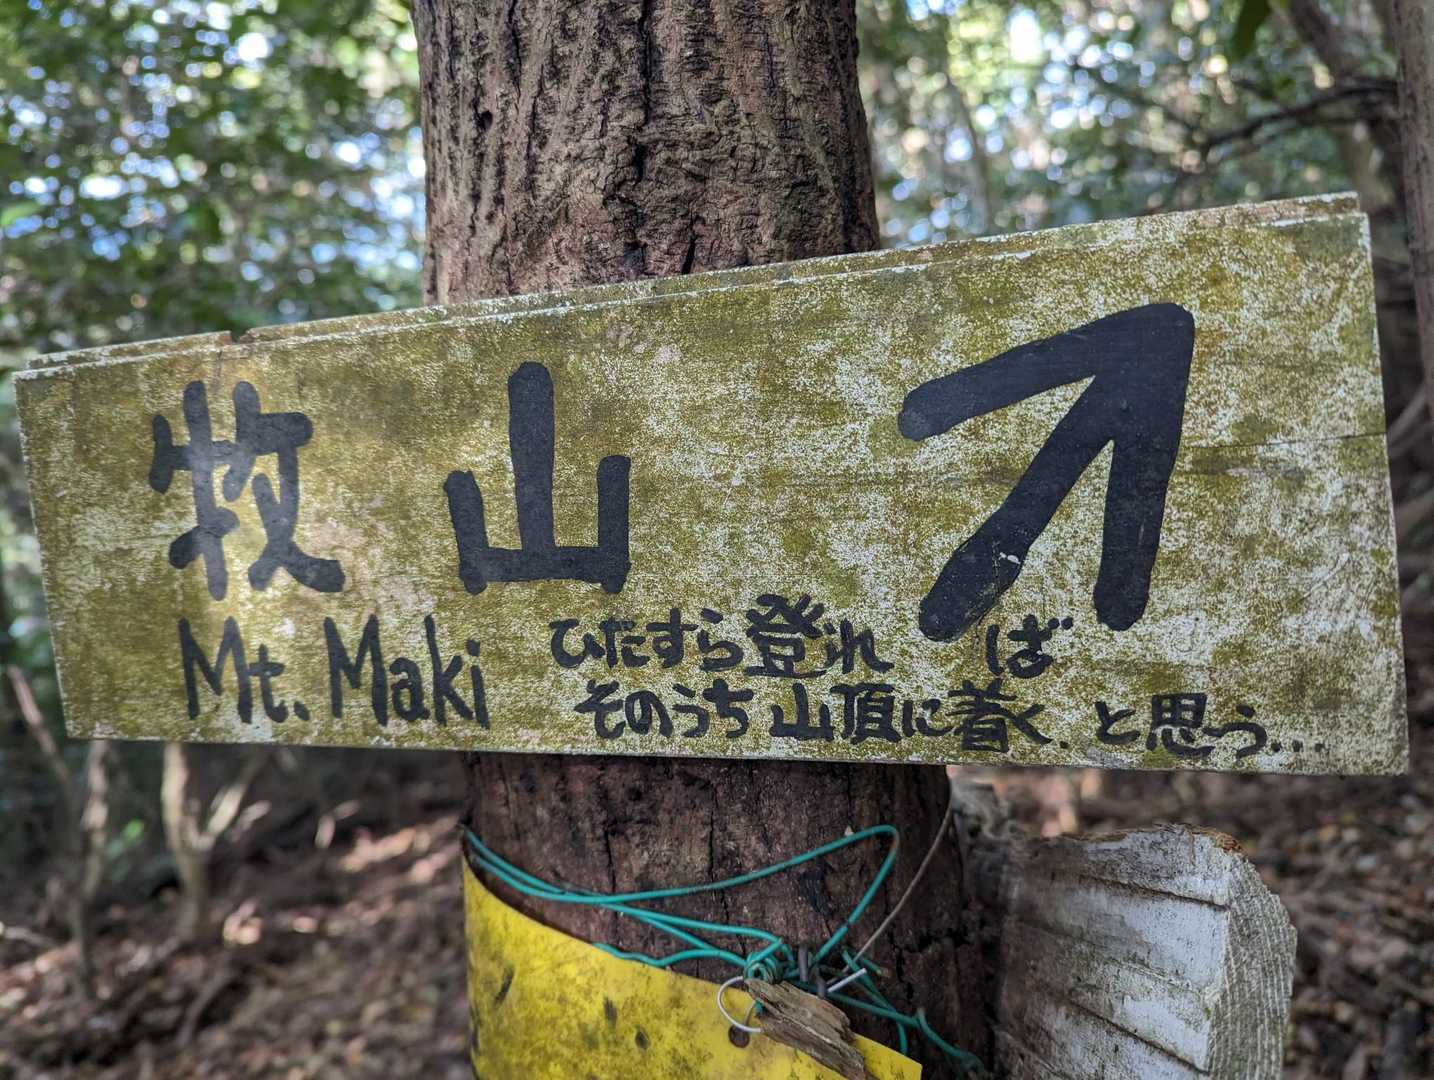 牧山
Mt. Maki
ひたすら登れば
そのうち山頂に着く、と思う...